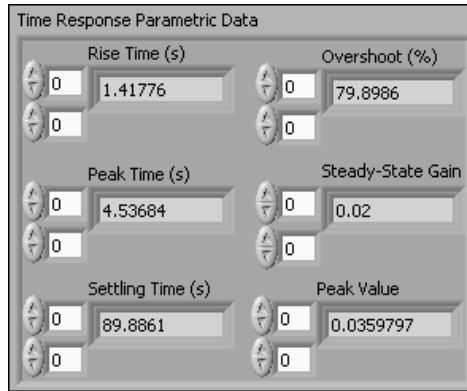 Time Response Parametric Data
Rise Time (s)
0
0
1.41776
Overshoot (%)
0
0
79.8986
Peak Time (s)
0
0
4.53684
Steady-State Gain
0
0
0.02
Settling Time (s)
0
0
89.8861
Peak Value
0
0
0.0359797